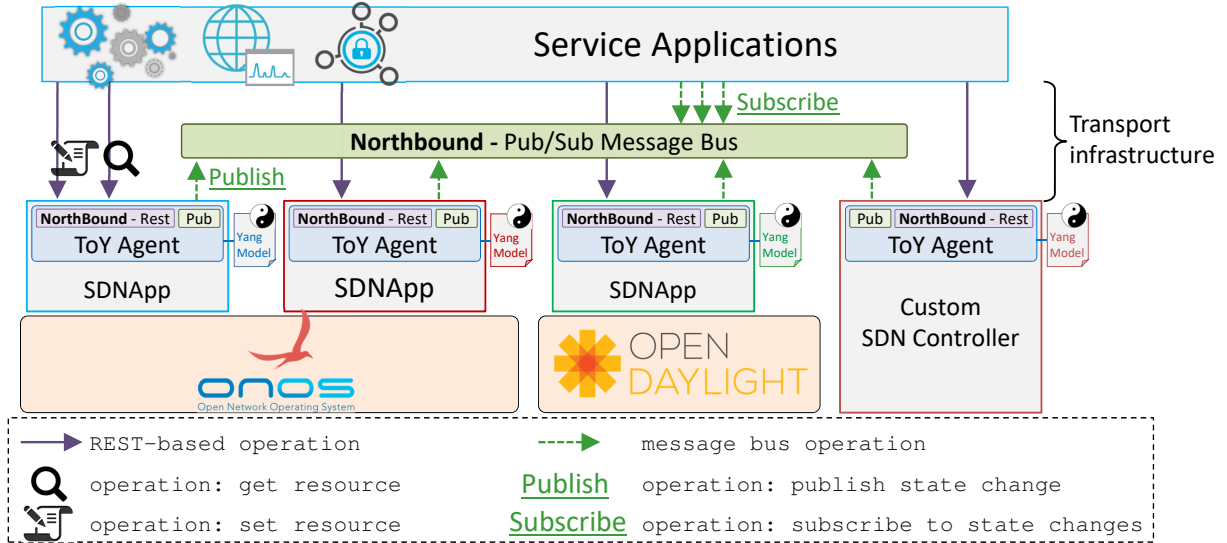 Service Applications
Subscribe
Northbound - Pub/Sub Message Bus
Transport
infrastructure
Publish
NorthBound - Rest
Pub
ToY Agent
Yang
Model
SDNApp
NorthBound - Rest
Pub
ToY Agent
Yang
Model
SDNApp
NorthBound - Rest
Pub
ToY Agent
Yang
Model
SDNApp
Pub
NorthBound - Rest
ToY Agent
Yang
Model
Custom
SDN Controller
onos
Open Network Operating System
OPEN
DAYLIGHT
REST-based operation
message bus operation
operation: get resource
Publish operation: publish state change
operation: set resource
Subscribe operation: subscribe to state changes